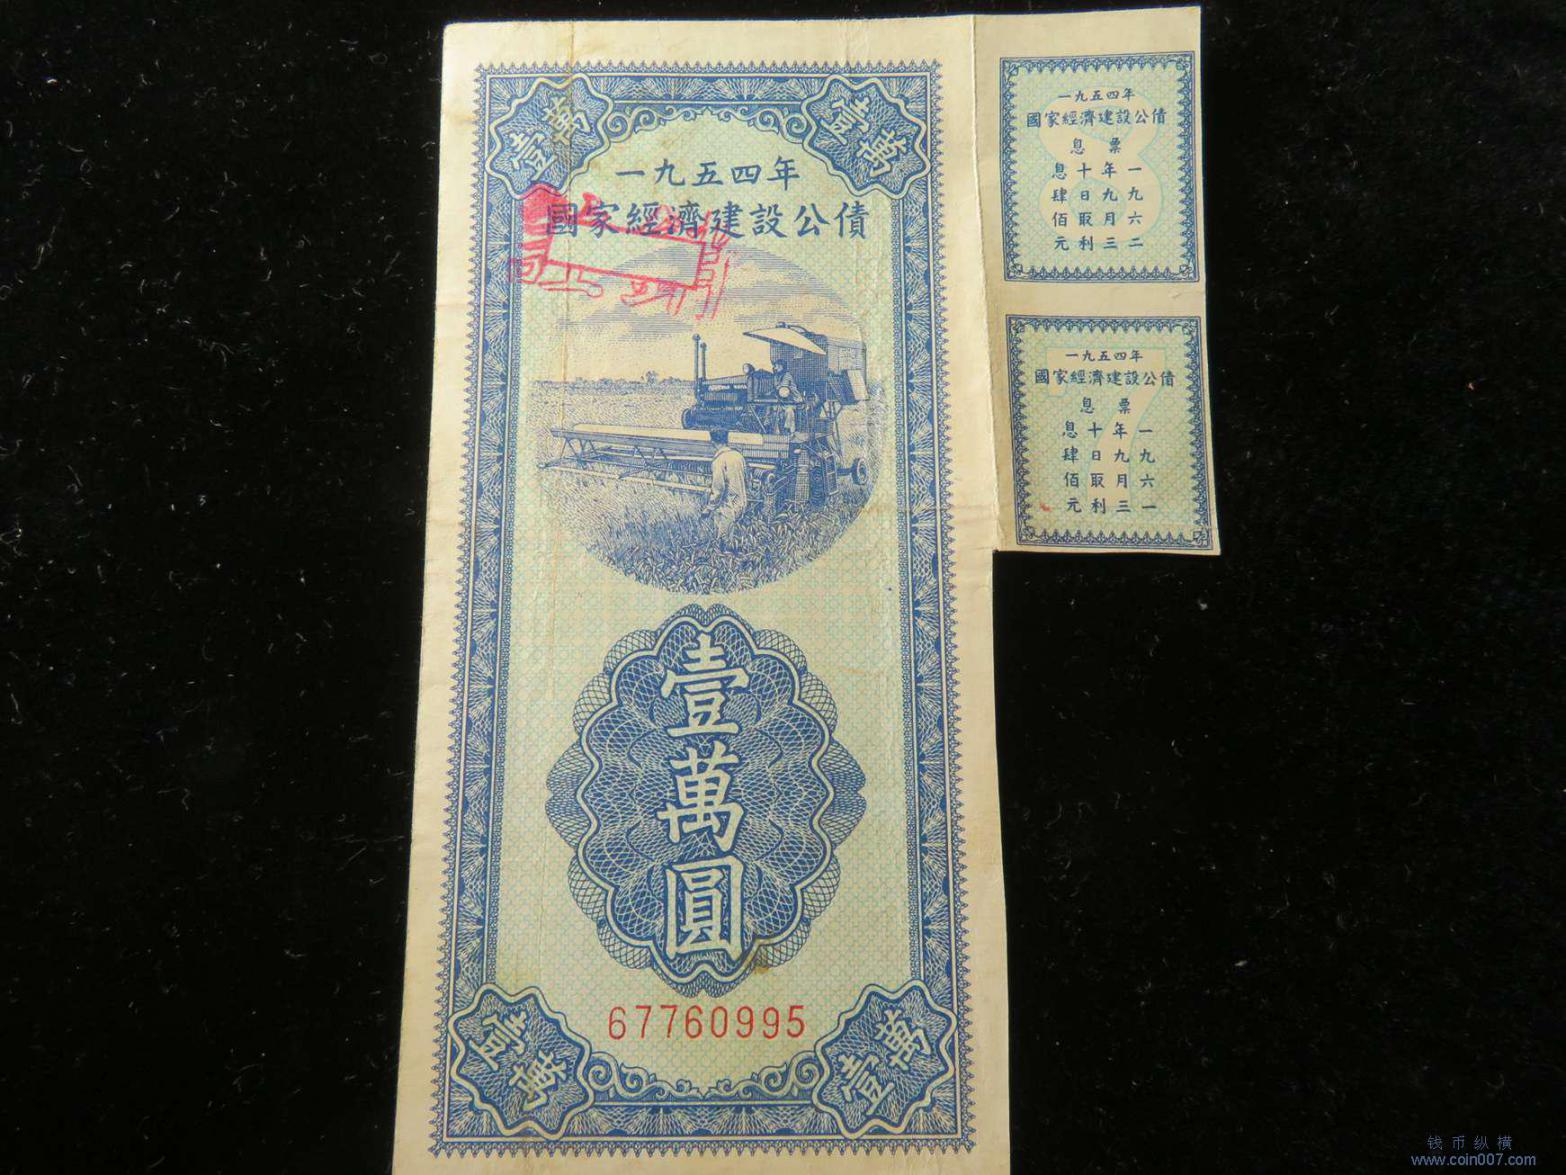 壹萬
壹萬
一九五四年
國家經濟建設公債
壹萬圓
67760995
壹萬
壹萬
一九五四年
國家經濟建設公債
息票
一九六二
年九月三
十日取利
息肆佰元
一九五四年
國家經濟建設公債
息票
一九六一
年九月三
十日取利
息肆佰元
钱币纵横
www.coin007.com